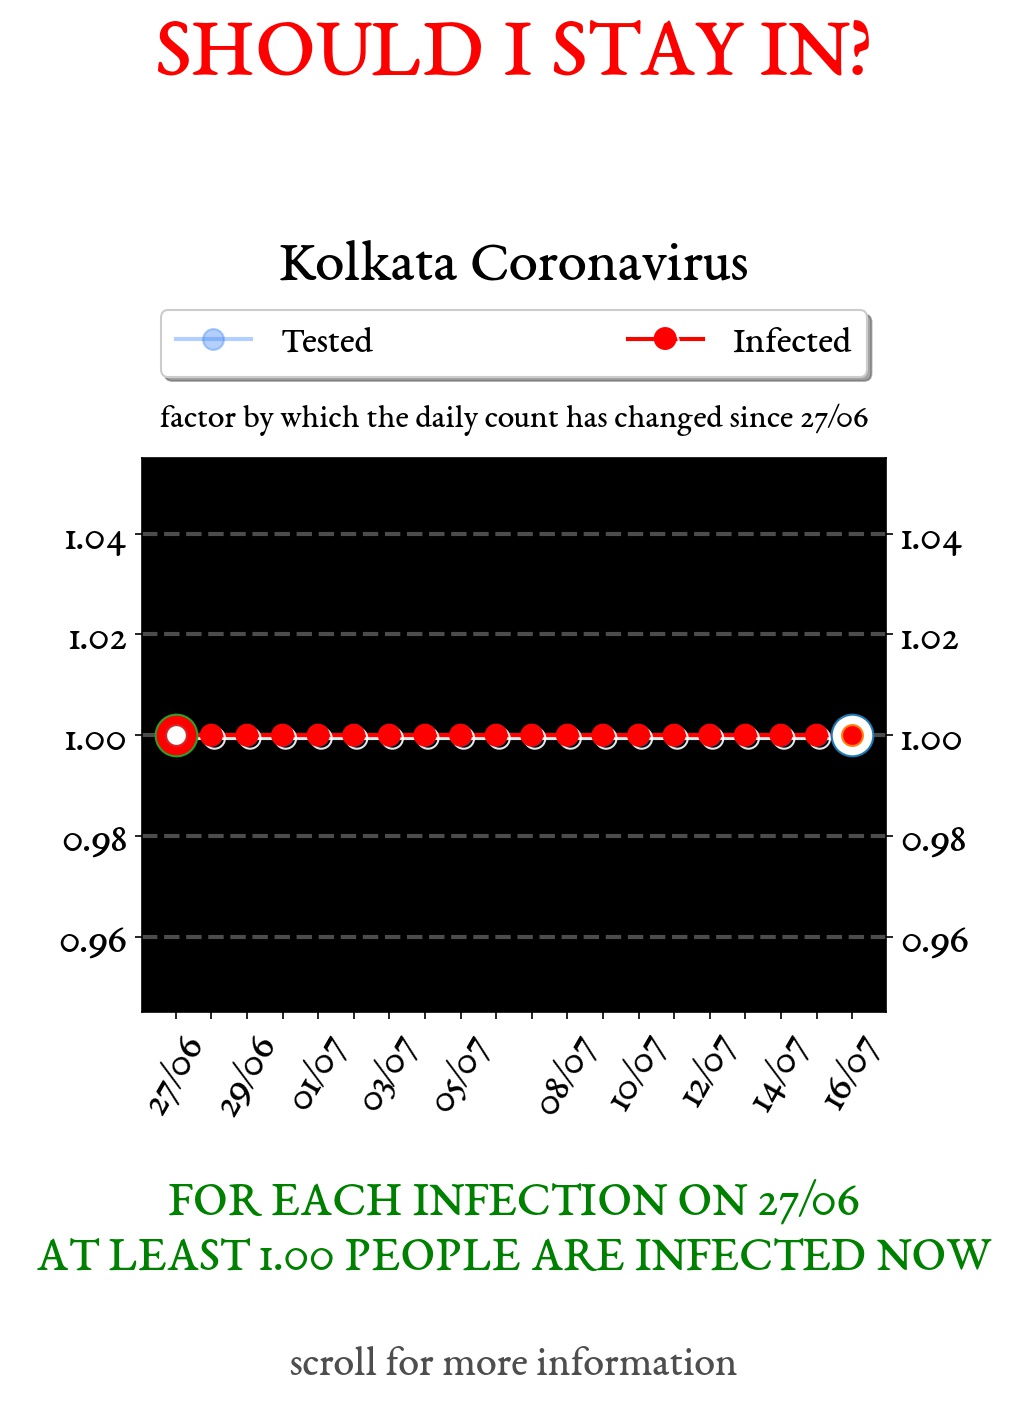 SHOULD I STAY IN?
Kolkata Coronavirus
Tested Infected
factor by which the daily count has changed since 27/06
1.04 1.04
1.02 1.02
1.00 1.00
0.98 0.98
0.96 0.96
27/06 29/06 01/07 03/07 05/07 08/07 10/07 12/07 14/07 16/07
FOR EACH INFECTION ON 27/06
AT LEAST 1.00 PEOPLE ARE INFECTED NOW
scroll for more information